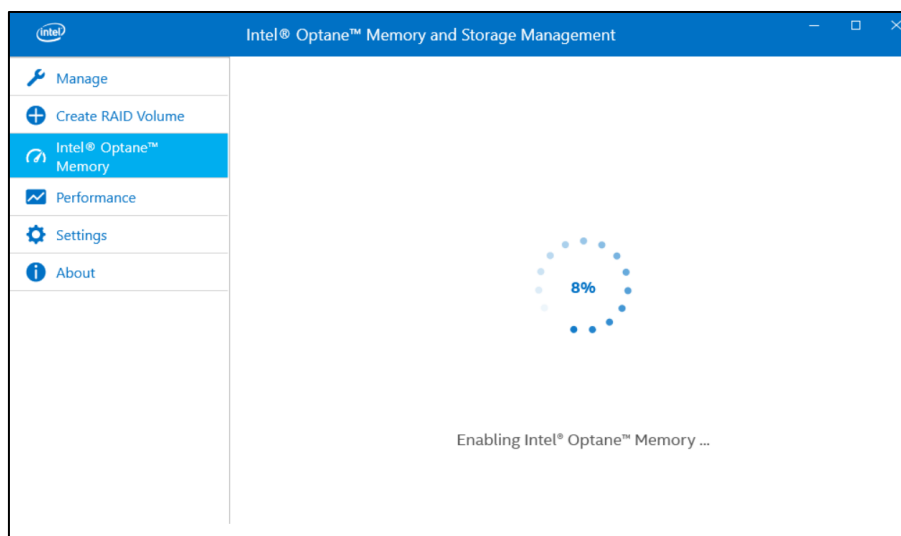 intel
Intel® Optane™ Memory and Storage Management
Manage
Create RAID Volume
Intel® Optane™
Memory
Performance
Settings
About
8%
Enabling Intel® Optane™ Memory ...